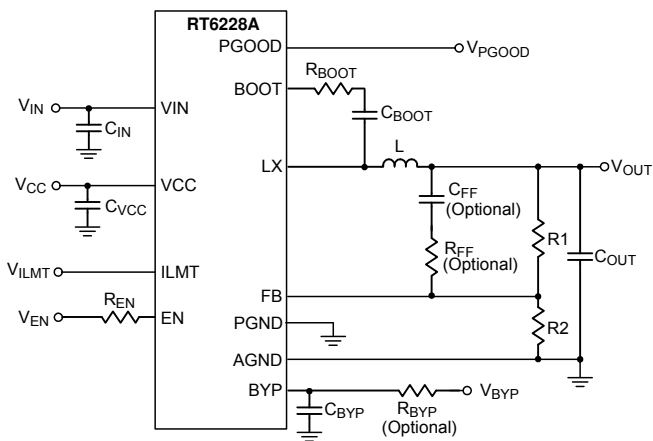 RT6228A
PGOOD
V_PGOOD
BOOT
R_BOOT
C_BOOT
V_IN
VIN
C_IN
LX
L
V_OUT
V_CC
VCC
C_VCC
C_FF
(Optional)
R_FF
(Optional)
R1
C_OUT
V_ILMT
ILMT
FB
V_EN
R_EN
EN
PGND
R2
AGND
BYP
C_BYP
R_BYP
(Optional)
V_BYP